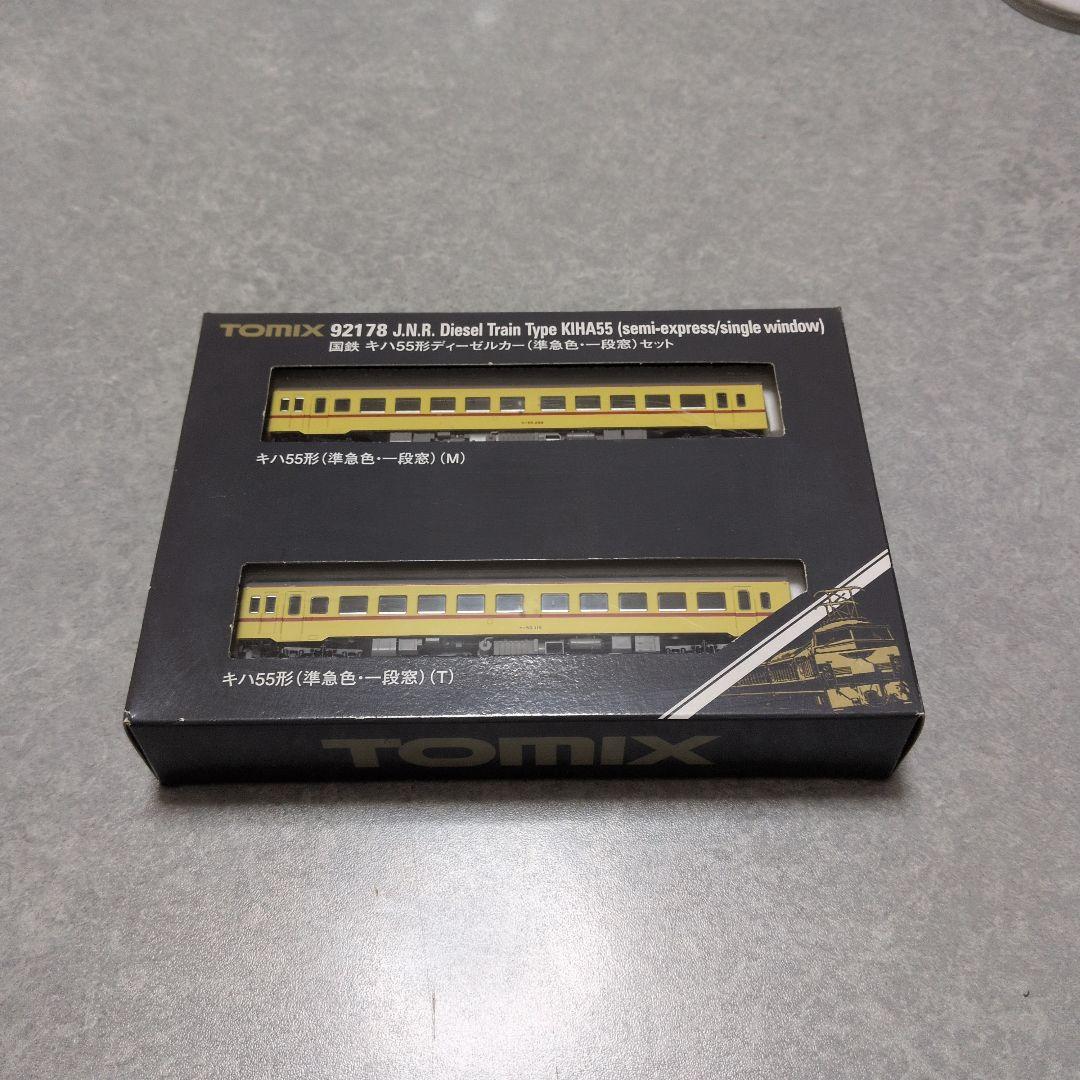 TOMIX 92178 J.N.R. Diesel Train Type KIHA55 (semi-express/single window)
国鉄 キハ55形ディーゼルカー(準急色・一段窓)セット
キハ55形(準急色・一段窓)(M)
キハ55形(準急色・一段窓)(T)
TOMIX